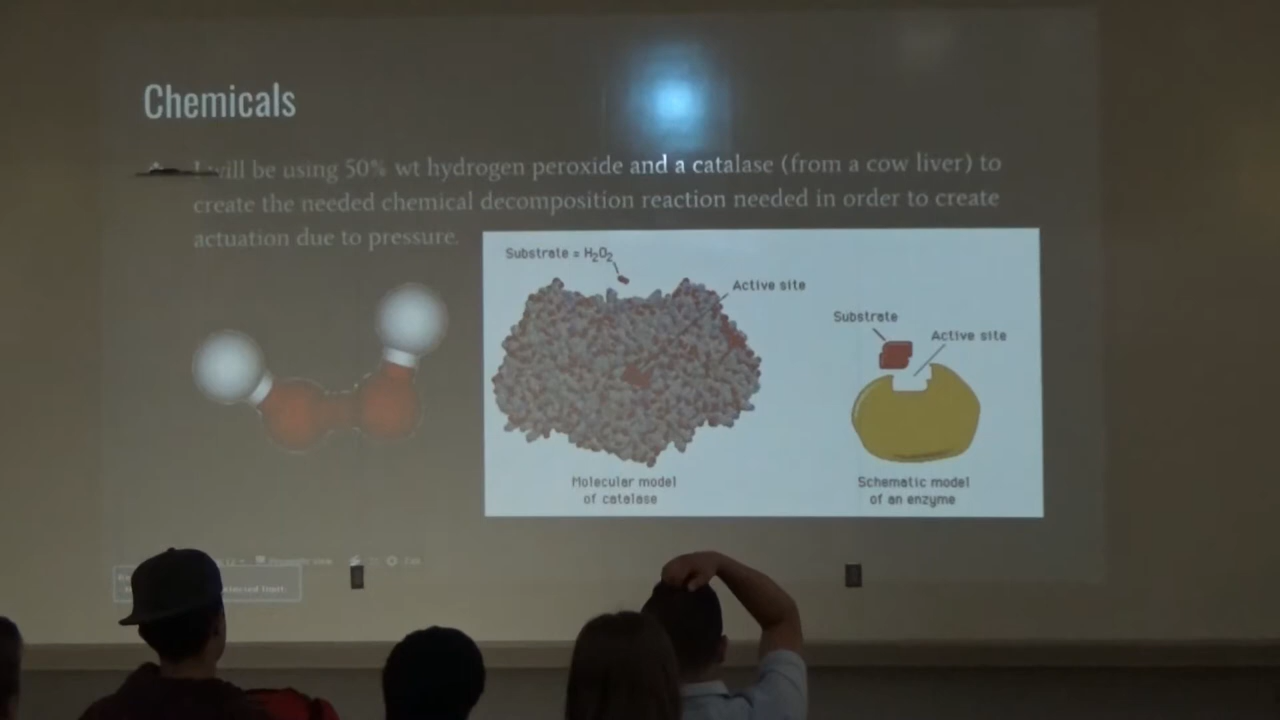 Chemicals
I will be using 50% wt hydrogen peroxide and a catalase (from a cow liver) to
create the needed chemical decomposition reaction needed in order to create
actuation due to pressure.
Substrate = H₂O₂
Active site
Molecular model
of catalase
Substrate
Active site
Schematic model
of an enzyme